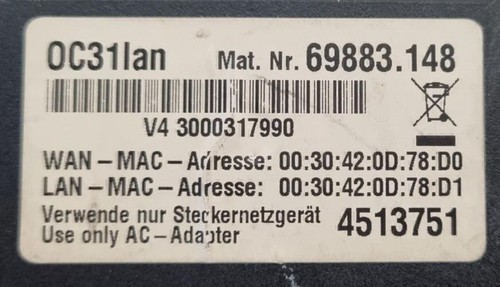 OC31lan Mat. Nr. 69883.148
V4 3000317990
WAN-MAC-Adresse: 00:30:42:0D:78:D0
LAN-MAC-Adresse: 00:30:42:0D:78:D1
Verwende nur Steckernetzgerät 4513751
Use only AC-Adapter